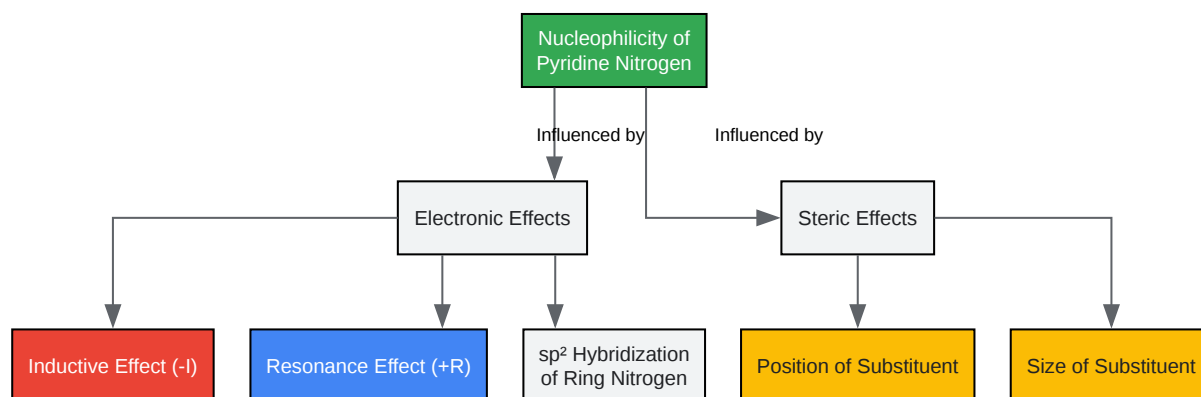 Nucleophilicity of
Pyridine Nitrogen
Influenced by
Influenced by
Electronic Effects
Steric Effects
Inductive Effect (-I)
Resonance Effect (+R)
sp² Hybridization
of Ring Nitrogen
Position of Substituent
Size of Substituent